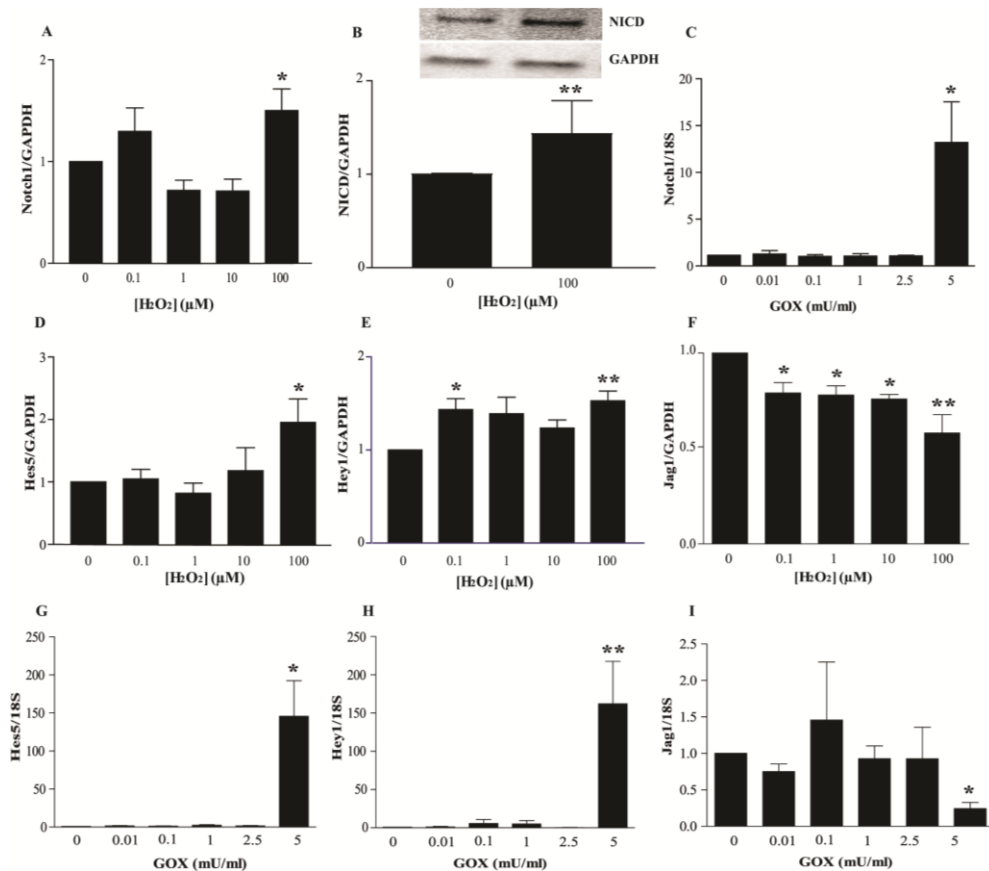 A
Notch1/GAPDH
2
1
0
*
0 0.1 1 10 100
[H2O2] (µM)
B
NICD
GAPDH
NICD/GAPDH
2
1
0
**
0 100
[H2O2] (µM)
C
Notch1/18S
20
15
10
5
0
*
0 0.01 0.1 1 2.5 5
GOX (mU/ml)
D
Hes5/GAPDH
3
2
1
0
*
0 0.1 1 10 100
[H2O2] (µM)
E
Hey1/GAPDH
2
1
0
* **
0 0.1 1 10 100
[H2O2] (µM)
F
Jag1/GAPDH
1.0
0.5
0.0
* * * **
0 0.1 1 10 100
[H2O2] (µM)
G
Hes5/18S
250
200
150
100
50
0
*
0 0.01 0.1 1 2.5 5
GOX (mU/ml)
H
Hey1/18S
250
200
150
100
50
0
**
0 0.01 0.1 1 2.5 5
GOX (mU/ml)
I
Jag1/18S
2.5
2.0
1.5
1.0
0.5
0.0
*
0 0.01 0.1 1 2.5 5
GOX (mU/ml)